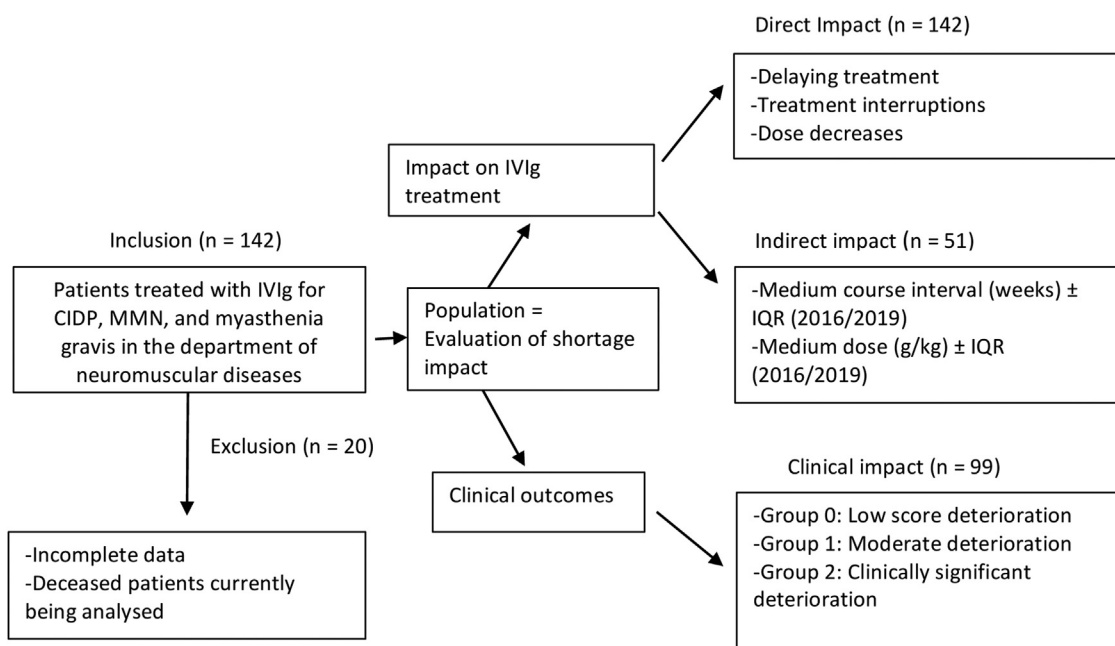 Direct Impact (n = 142)
-Delaying treatment
-Treatment interruptions
-Dose decreases
Impact on IVIg
treatment
Inclusion (n = 142)
Patients treated with IVIg for
CIDP, MMN, and myasthenia
gravis in the department of
neuromuscular diseases
Population =
Evaluation of shortage
impact
Indirect impact (n = 51)
-Medium course interval (weeks) ±
IQR (2016/2019)
-Medium dose (g/kg) ± IQR
(2016/2019)
Exclusion (n = 20)
-Incomplete data
-Deceased patients currently
being analysed
Clinical outcomes
Clinical impact (n = 99)
-Group 0: Low score deterioration
-Group 1: Moderate deterioration
-Group 2: Clinically significant
deterioration